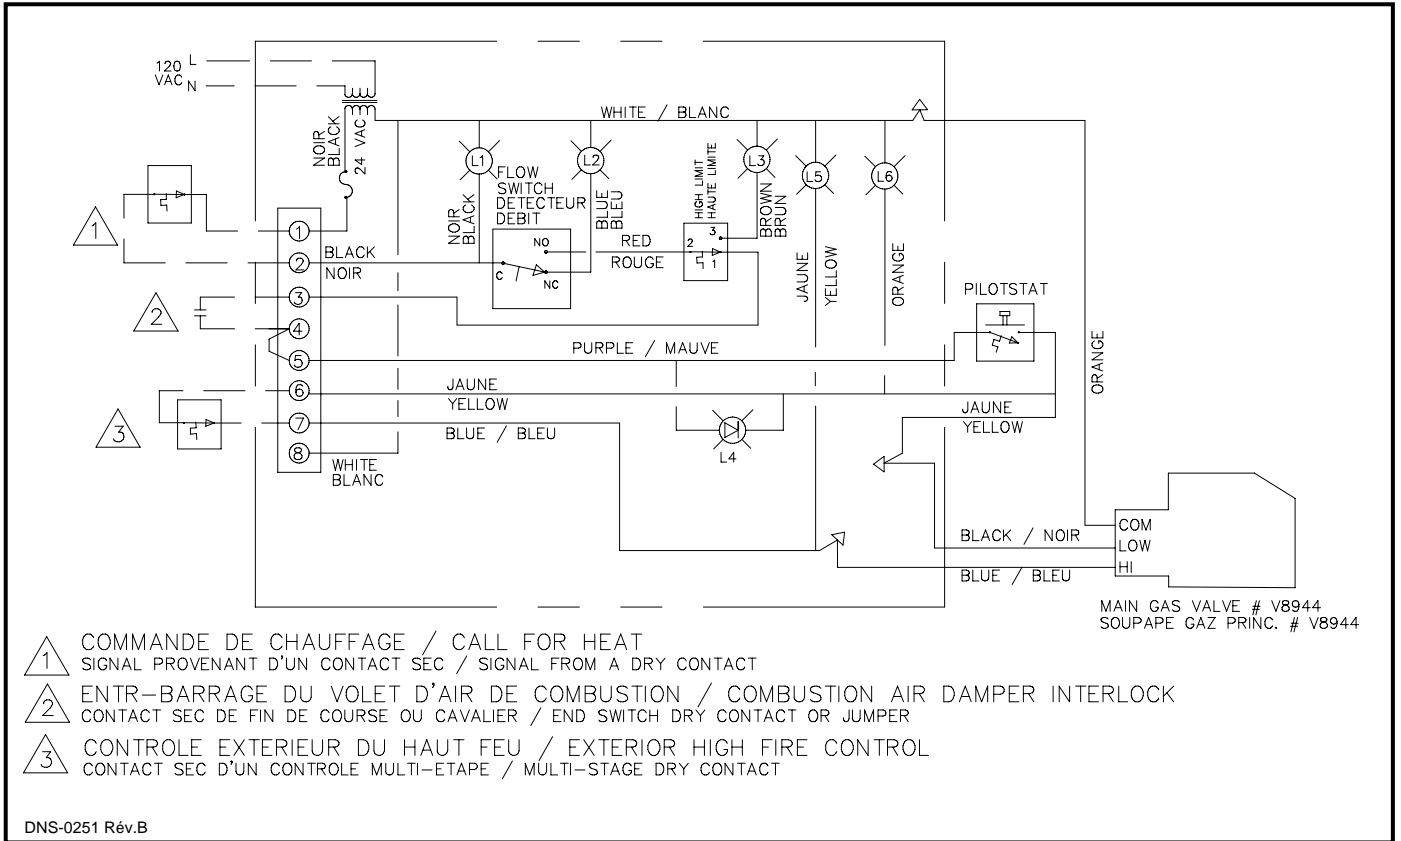 120 L
VAC N
NOIR
BLACK
24 VAC
WHITE / BLANC
L1
L2
L3
L5
L6
FLOW
SWITCH
DETECTEUR
DEBIT
NOIR
BLACK
BLUE
BLEU
HIGH LIMIT
HAUTE LIMITE
BROWN
BRUN
NO
C
NC
RED
ROUGE
2
3
1
JAUNE
YELLOW
ORANGE
PILOTSTAT
ORANGE
1
2
3
1
2
3
4
5
6
7
8
BLACK
NOIR
PURPLE / MAUVE
JAUNE
YELLOW
BLUE / BLEU
WHITE
BLANC
L4
JAUNE
YELLOW
BLACK / NOIR
BLUE / BLEU
COM
LOW
HI
MAIN GAS VALVE # V8944
SOUPAPE GAZ PRINC. # V8944
1 COMMANDE DE CHAUFFAGE / CALL FOR HEAT
SIGNAL PROVENANT D'UN CONTACT SEC / SIGNAL FROM A DRY CONTACT
2 ENTR-BARRAGE DU VOLET D'AIR DE COMBUSTION / COMBUSTION AIR DAMPER INTERLOCK
CONTACT SEC DE FIN DE COURSE OU CAVALIER / END SWITCH DRY CONTACT OR JUMPER
3 CONTROLE EXTERIEUR DU HAUT FEU / EXTERIOR HIGH FIRE CONTROL
CONTACT SEC D'UN CONTROLE MULTI-ETAPE / MULTI-STAGE DRY CONTACT
DNS-0251 Rév.B